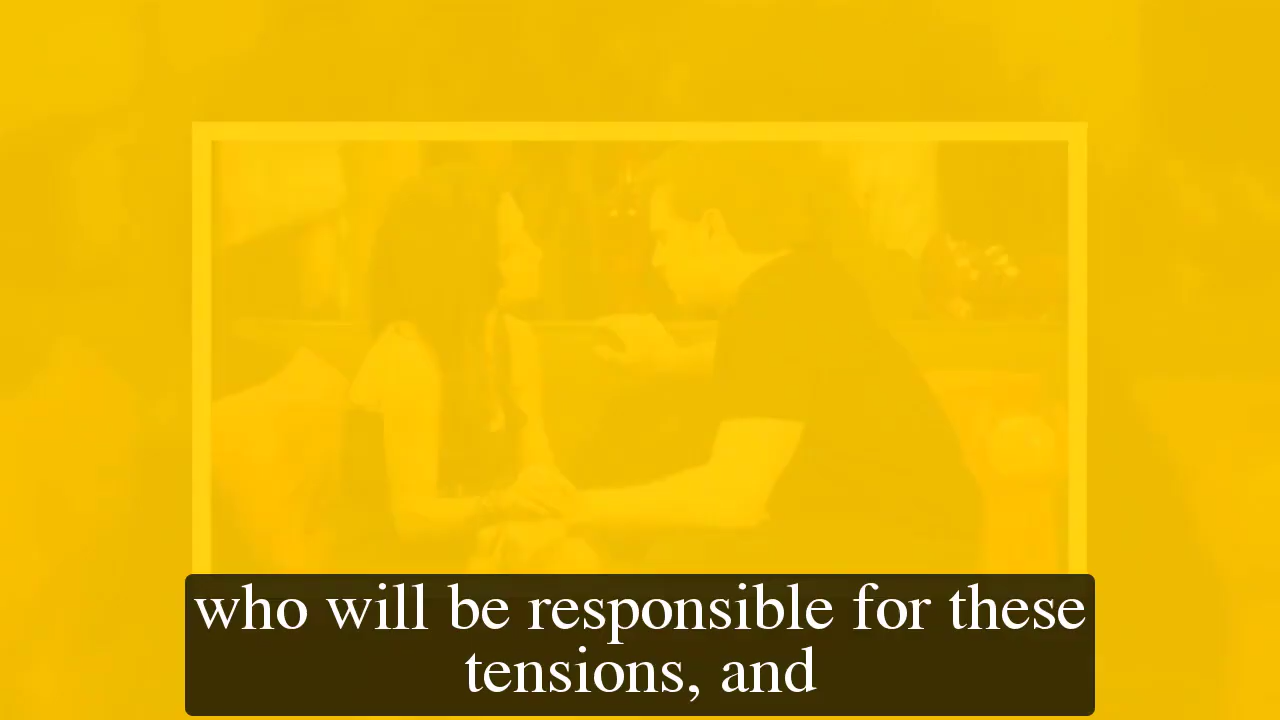 who will be responsible for these
tensions, and